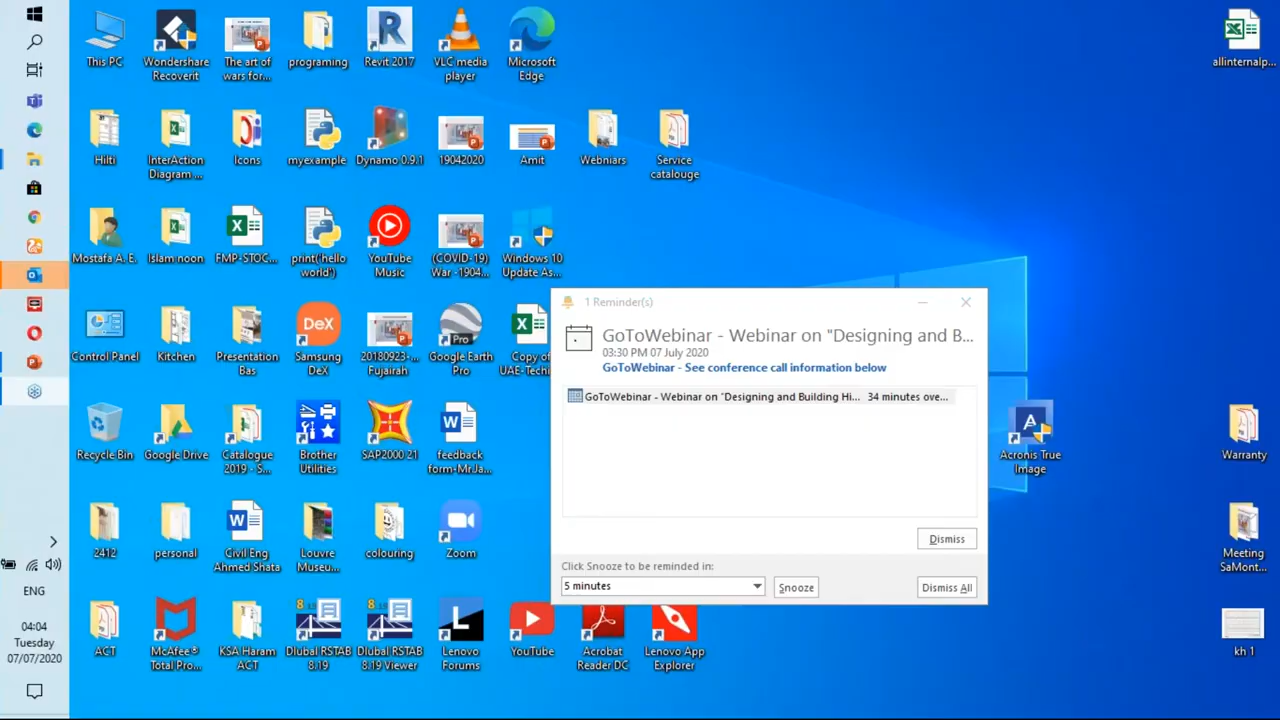 This PC
Wondershare
Recoverit
The art of
wars for...
programing
Revit 2017
VLC media
player
Microsoft
Edge
allinternalp...
Hilti
InterAction
Diagram ...
Icons
myexample
Dynamo 0.9.1
19042020
Amit
Webniars
Service
catalouge
Mostafa A. E.
Islam noon
FMP-STOC...
print('hello
world')
YouTube
Music
(COVID-19)
War -1904...
Windows 10
Update As...
Control Panel
Kitchen
Presentation
Bas
DeX
Samsung
DeX
20180923-...
Fujairah
Pro
Google Earth
Pro
Copy of
UAE-Techi
1 Reminder(s)
GoToWebinar - Webinar on "Designing and B...
03:30 PM 07 July 2020
GoToWebinar - See conference call information below
GoToWebinar - Webinar on "Designing and Building Hi... 34 minutes ove...
Dismiss
Click Snooze to be reminded in:
5 minutes
Snooze
Dismiss All
Recycle Bin
Google Drive
Catalogue
2019 - S...
Brother
Utilities
SAP2000 21
feedback
form-Mr.Ja...
Acronis True
Image
Warranty
2412
personal
Civil Eng
Ahmed Shata
Louvre
Museu...
colouring
Zoom
Meeting
SaMont...
ACT
McAfee®
Total Pro...
KSA Haram
ACT
Dlubal RSTAB
8.19
Dlubal RSTAB
8.19 Viewer
Lenovo
Forums
YouTube
Acrobat
Reader DC
Lenovo App
Explorer
kh 1
ENG
04:04
Tuesday
07/07/2020